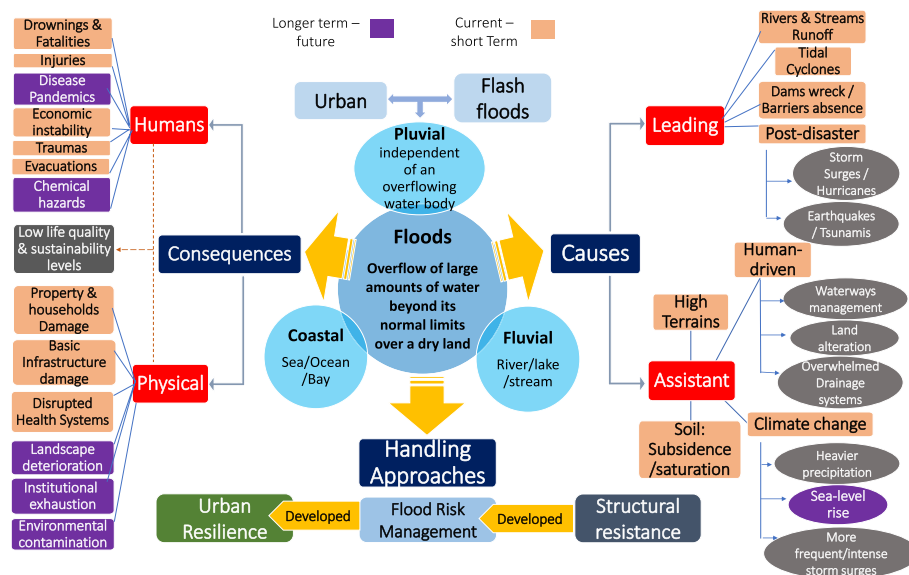 Longer term –
future
Current –
short Term
Drownings &
Fatalities
Injuries
Disease
Pandemics
Economic
instability
Traumas
Evacuations
Chemical
hazards
Humans
Low life quality
& sustainability
levels
Consequences
Property &
households
Damage
Basic
Infrastructure
damage
Disrupted
Health Systems
Landscape
deterioration
Institutional
exhaustion
Environmental
contamination
Physical
Urban
Flash
floods
Pluvial
independent
of an
overflowing
water body
Floods
Overflow of large
amounts of water
beyond its
normal limits
over a dry land
Coastal
Sea/Ocean
/Bay
Fluvial
River/lake
/stream
Handling
Approaches
Urban
Resilience
Developed
Flood Risk
Management
Developed
Structural
resistance
Causes
Leading
Rivers & Streams
Runoff
Tidal
Cyclones
Dams wreck /
Barriers absence
Post-disaster
Storm
Surges /
Hurricanes
Earthquakes
/ Tsunamis
Assistant
Human-
driven
High
Terrains
Waterways
management
Land
alteration
Overwhelmed
Drainage
systems
Soil:
Subsidence
/saturation
Climate change
Heavier
precipitation
Sea-level
rise
More
frequent/intense
storm surges